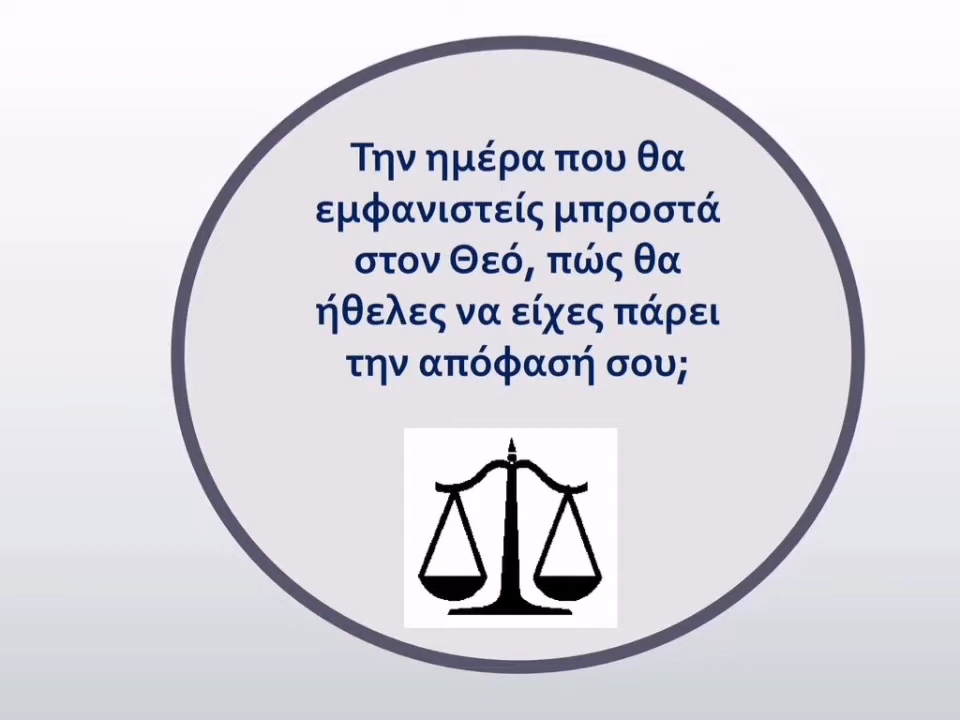 Την ημέρα που θα
εμφανιστείς μπροστά
στον Θεό, πώς θα
ήθελες να είχες πάρει
την απόφασή σου;